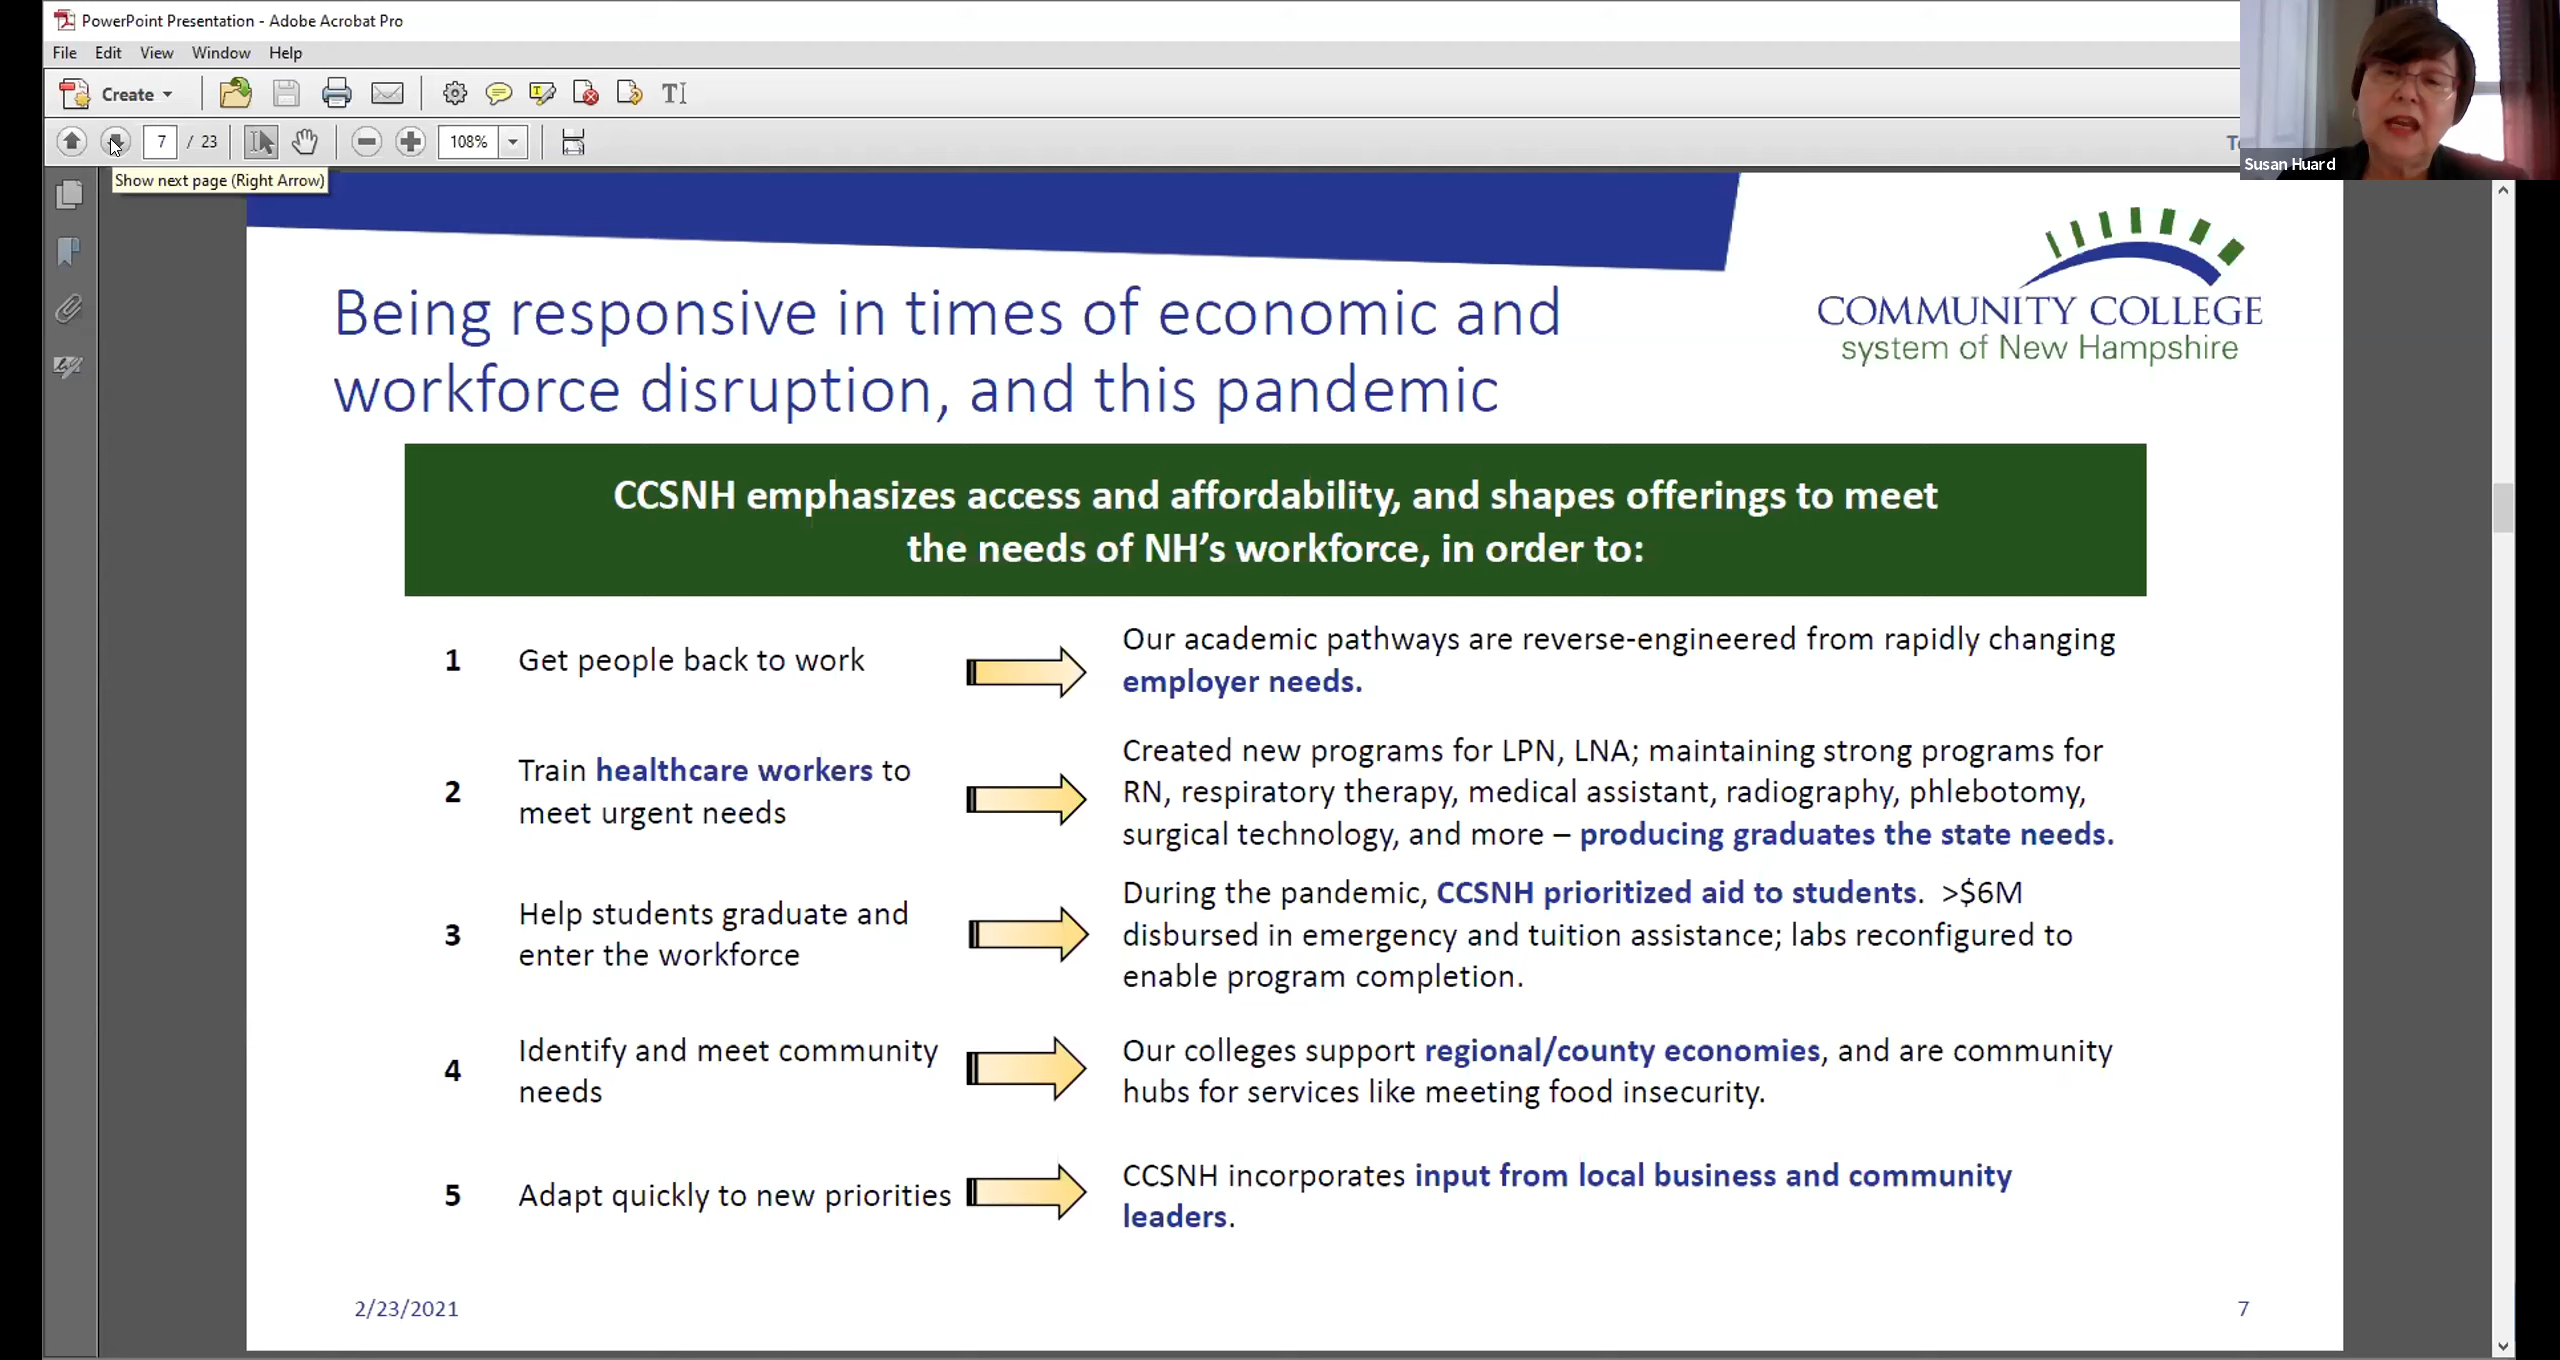 PowerPoint Presentation - Adobe Acrobat Pro
File Edit View Window Help
Create
7 / 23 108%
Show next page (Right Arrow)
Susan Huard
COMMUNITY COLLEGE
system of New Hampshire
Being responsive in times of economic and
workforce disruption, and this pandemic
CCSNH emphasizes access and affordability, and shapes offerings to meet
the needs of NH’s workforce, in order to:
1 Get people back to work
Our academic pathways are reverse-engineered from rapidly changing
employer needs.
2 Train healthcare workers to
meet urgent needs
Created new programs for LPN, LNA; maintaining strong programs for
RN, respiratory therapy, medical assistant, radiography, phlebotomy,
surgical technology, and more – producing graduates the state needs.
3 Help students graduate and
enter the workforce
During the pandemic, CCSNH prioritized aid to students. >$6M
disbursed in emergency and tuition assistance; labs reconfigured to
enable program completion.
4 Identify and meet community
needs
Our colleges support regional/county economies, and are community
hubs for services like meeting food insecurity.
5 Adapt quickly to new priorities
CCSNH incorporates input from local business and community
leaders.
2/23/2021
7